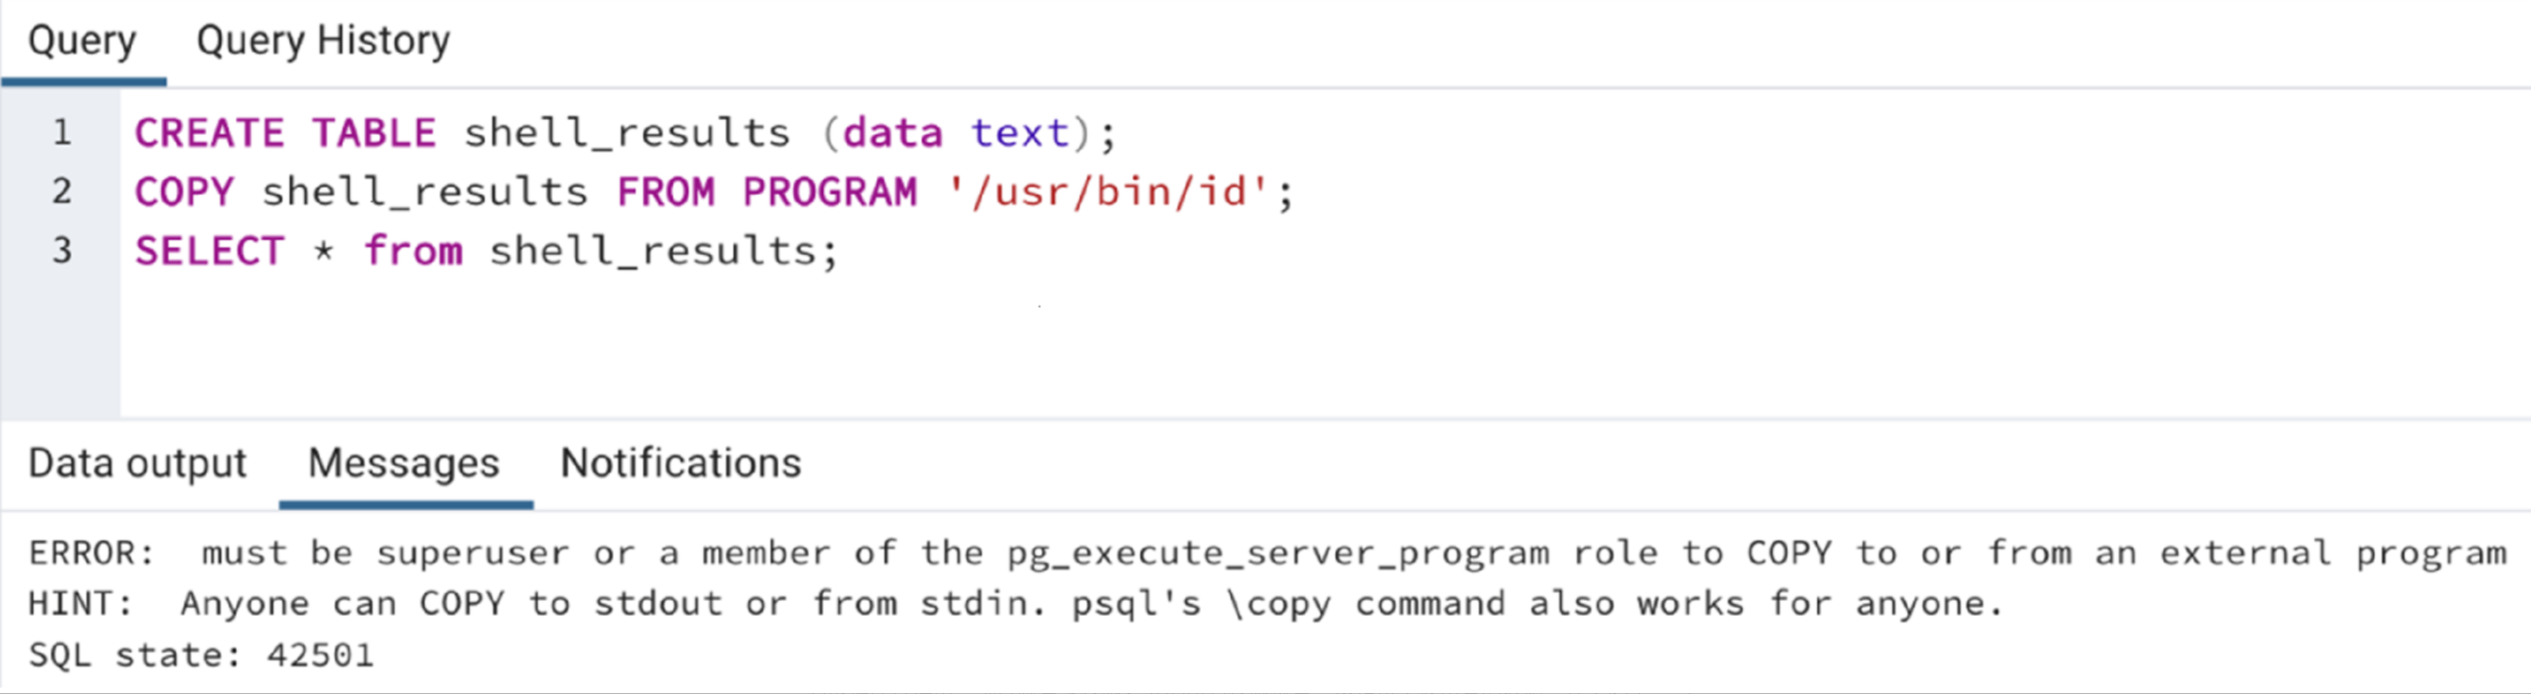 Query Query History
1 CREATE TABLE shell_results (data text);
2 COPY shell_results FROM PROGRAM '/usr/bin/id';
3 SELECT * from shell_results;
Data output Messages Notifications
ERROR:  must be superuser or a member of the pg_execute_server_program role to COPY to or from an external program
HINT:  Anyone can COPY to stdout or from stdin. psql's \copy command also works for anyone.
SQL state: 42501